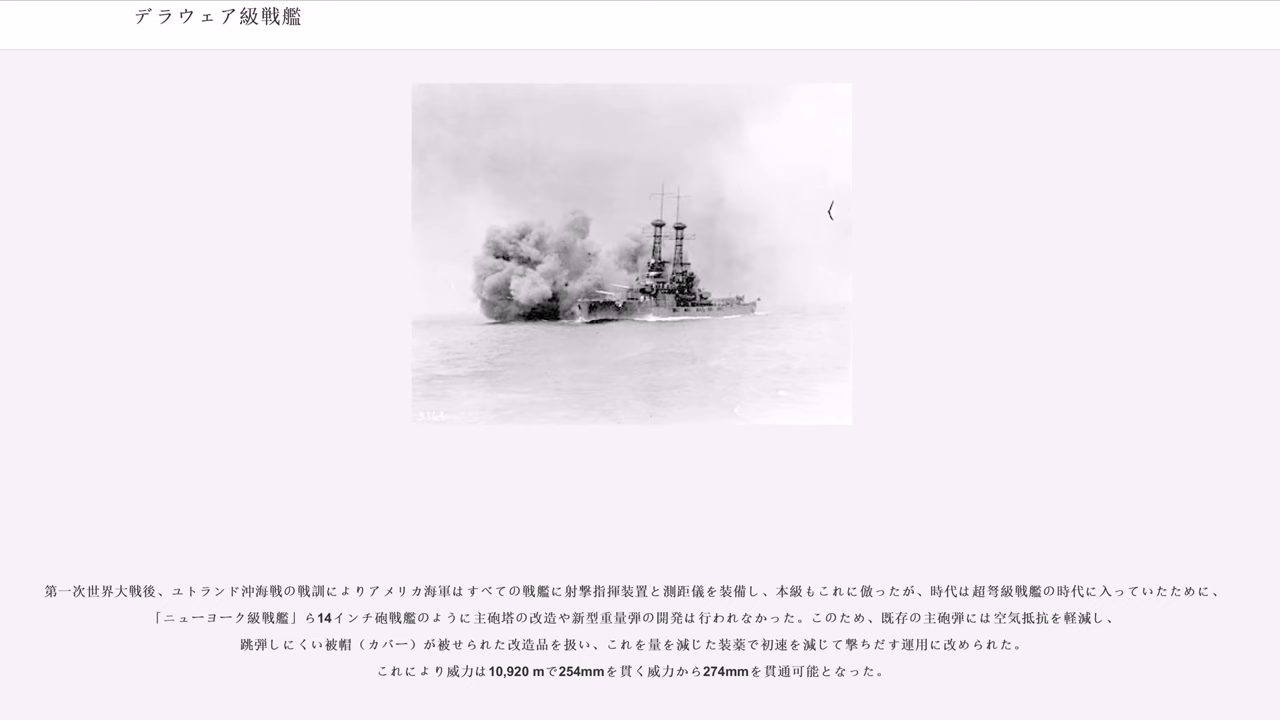 デラウェア級戦艦
第一次世界大戦後、ユトランド沖海戦の戦訓によりアメリカ海軍はすべての戦艦に射撃指揮装置と測距儀を装備し、本級もこれに倣ったが、時代は超弩級戦艦の時代に入っていたために、
「ニューヨーク級戦艦」ら14インチ砲戦艦のように主砲塔の改造や新型重量弾の開発は行われなかった。このため、既存の主砲弾には空気抵抗を軽減し、
跳弾しにくい被帽（カバー）が被せられた改造品を扱い、これを量を減じた装薬で初速を減じて撃ちだす運用に改められた。
これにより威力は10,920 mで254mmを貫く威力から274mmを貫通可能となった。